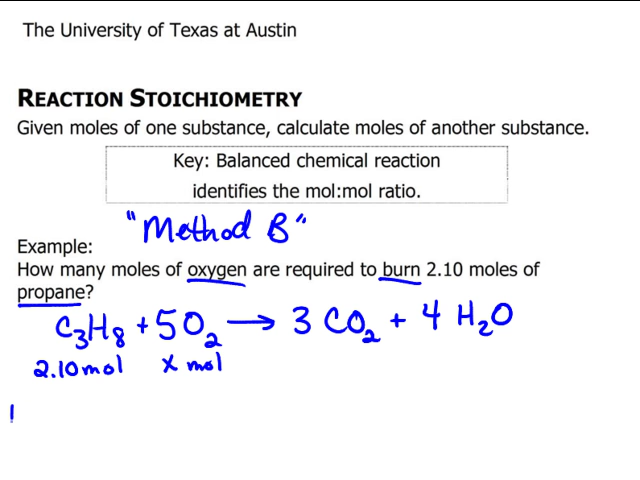 The University of Texas at Austin
REACTION STOICHIOMETRY
Given moles of one substance, calculate moles of another substance.
Key: Balanced chemical reaction
identifies the mol:mol ratio.
"Method B"
Example:
How many moles of oxygen are required to burn 2.10 moles of
propane?
C₃H₈ + 5O₂ → 3 CO₂ + 4 H₂O
2.10 mol x mol